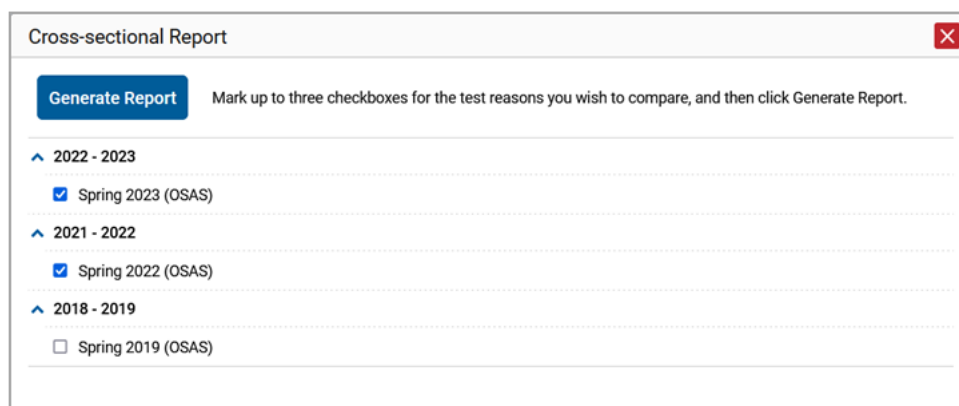 Cross-sectional Report
Generate Report Mark up to three checkboxes for the test reasons you wish to compare, and then click Generate Report.
2022 - 2023
Spring 2023 (OSAS)
2021 - 2022
Spring 2022 (OSAS)
2018 - 2019
Spring 2019 (OSAS)